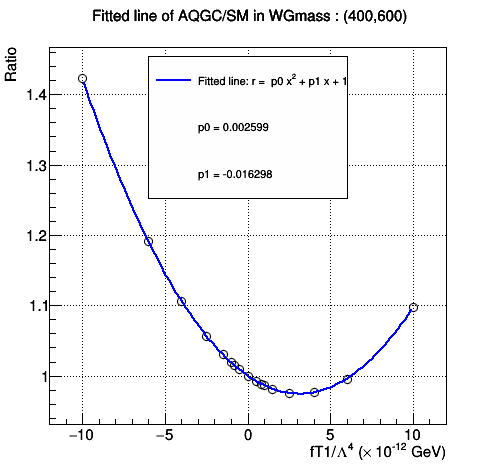 Fitted line of AQGC/SM in WGmass : (400,600)
Ratio
Fitted line: r = p0 x² + p1 x + 1
p0 = 0.002599
p1 = -0.016298
1.4
1.3
1.2
1.1
1
−10 −5 0 5 10
fT1/Λ⁴ (× 10⁻¹² GeV)